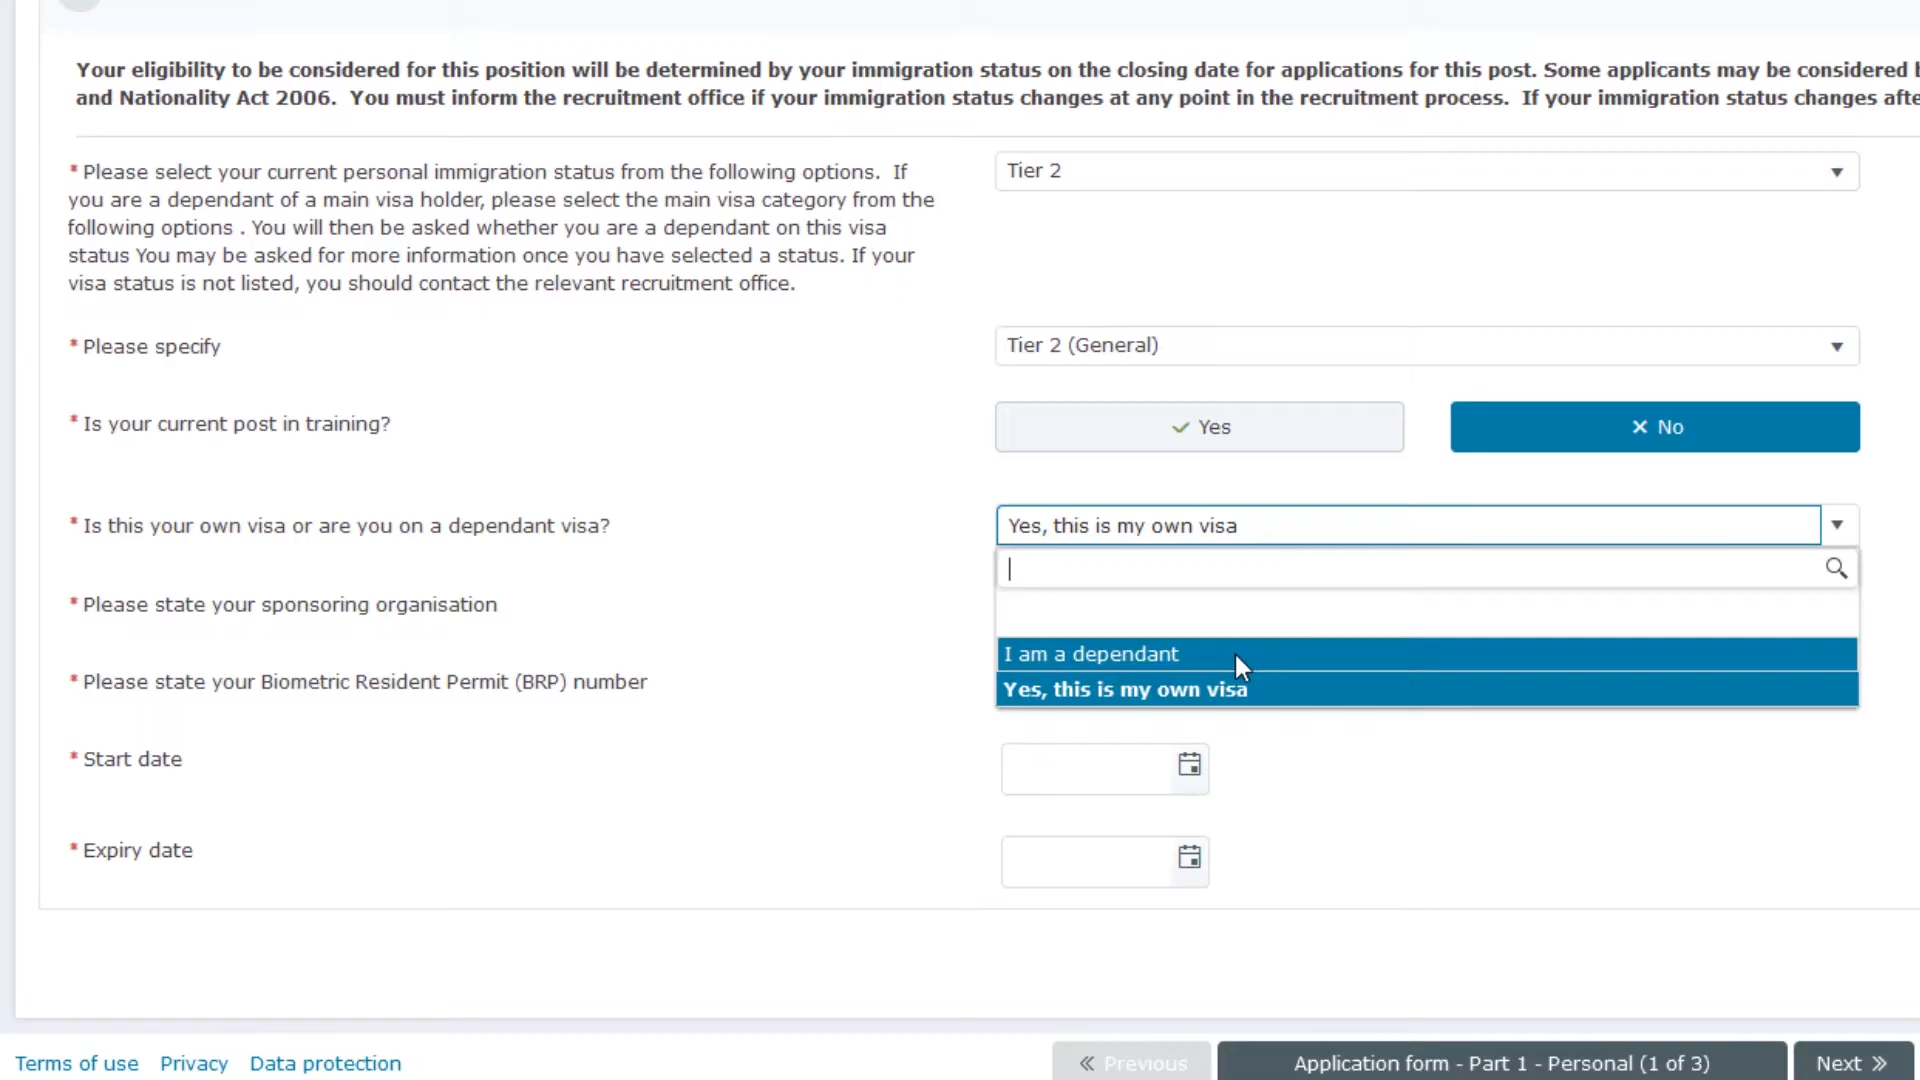 Your eligibility to be considered for this position will be determined by your immigration status on the closing date for applications for this post. Some applicants may be considered
and Nationality Act 2006. You must inform the recruitment office if your immigration status changes at any point in the recruitment process. If your immigration status changes afte
* Please select your current personal immigration status from the following options. If
you are a dependant of a main visa holder, please select the main visa category from the
following options . You will then be asked whether you are a dependant on this visa
status You may be asked for more information once you have selected a status. If your
visa status is not listed, you should contact the relevant recruitment office.
Tier 2
* Please specify
Tier 2 (General)
* Is your current post in training?
Yes
No
* Is this your own visa or are you on a dependant visa?
Yes, this is my own visa
I am a dependant
Yes, this is my own visa
* Please state your sponsoring organisation
* Please state your Biometric Resident Permit (BRP) number
* Start date
* Expiry date
Terms of use Privacy Data protection
« Previous
Application form - Part 1 - Personal (1 of 3)
Next »